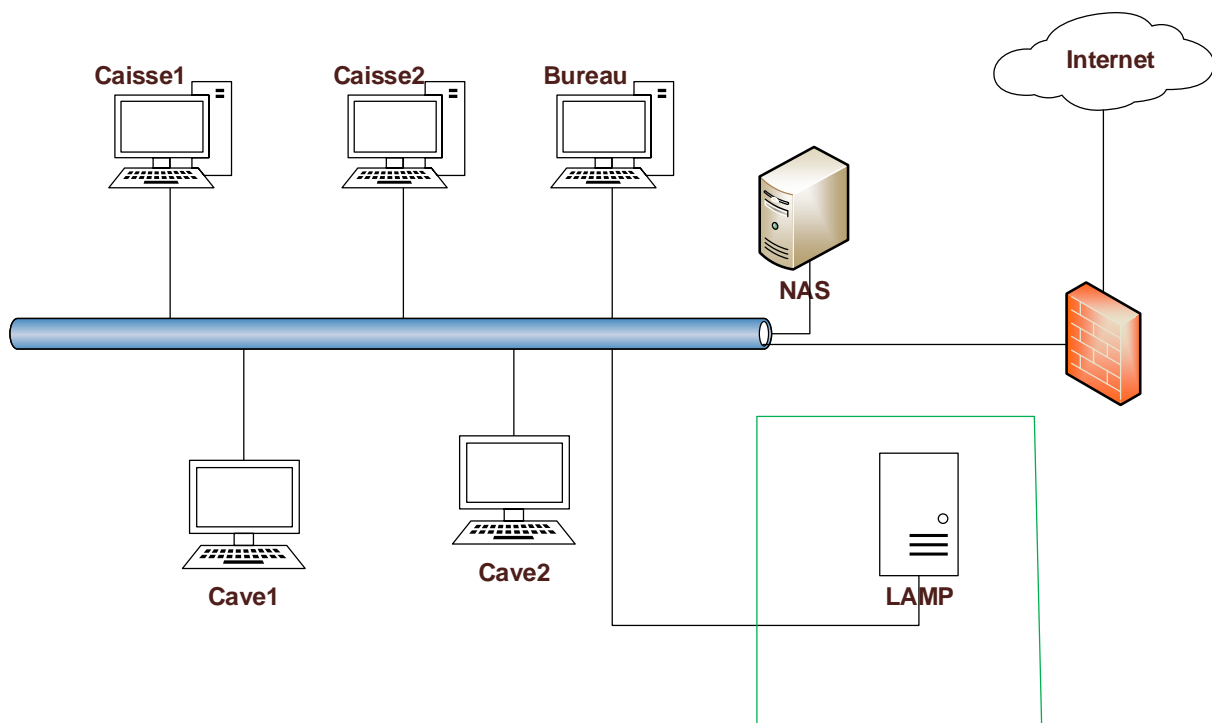 Caisse1
Caisse2
Bureau
Internet
NAS
Cave1
Cave2
LAMP